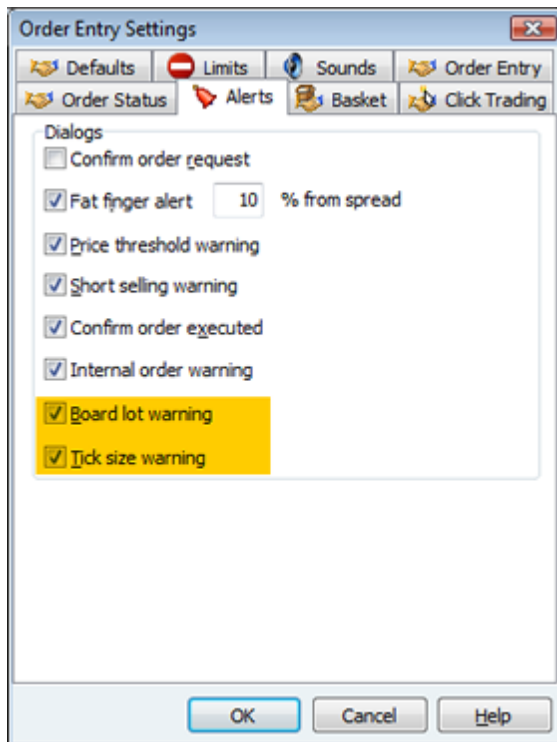 Order Entry Settings
Defaults Limits Sounds Order Entry
Order Status Alerts Basket Click Trading
Dialogs
Confirm order request
Fat finger alert 10 % from spread
Price threshold warning
Short selling warning
Confirm order executed
Internal order warning
Board lot warning
Tick size warning
OK Cancel Help